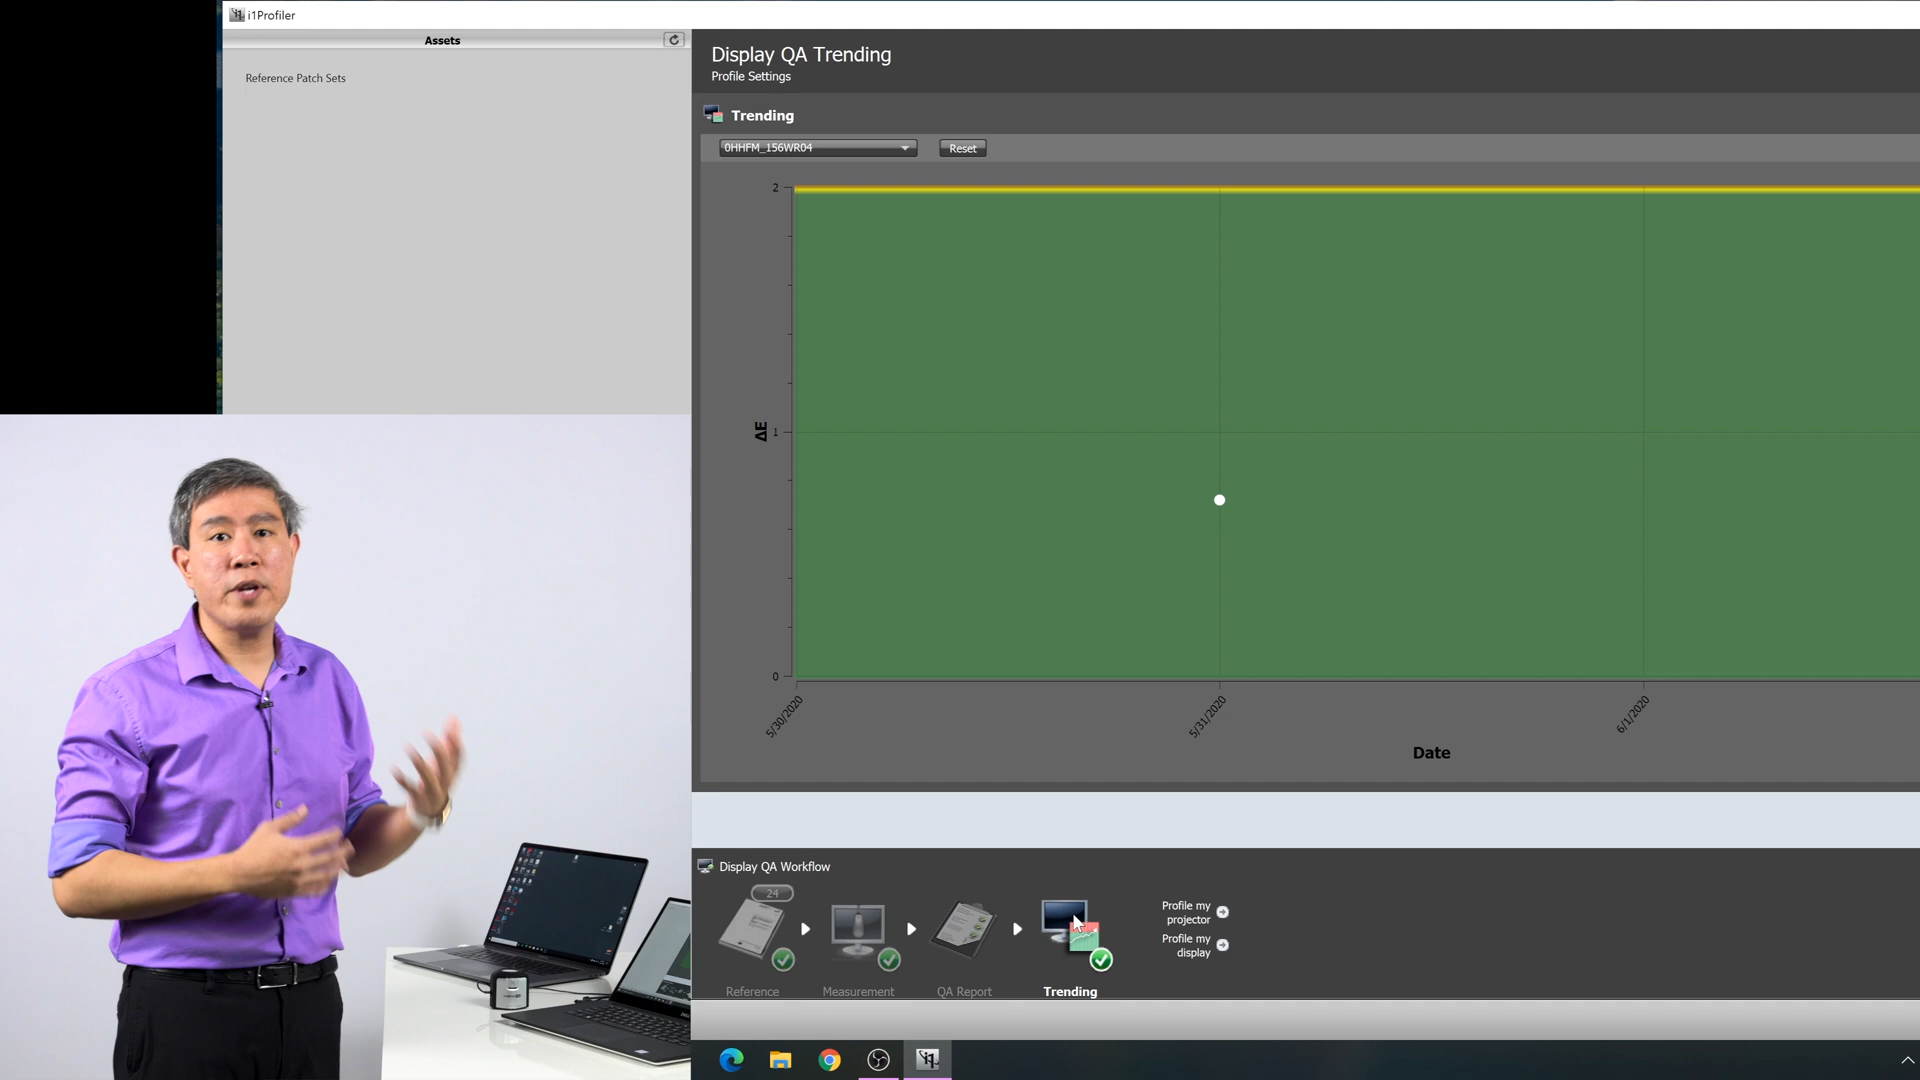 i1Profiler
Assets
Reference Patch Sets
Display QA Trending
Profile Settings
Trending
0HHFM_156WR04
Reset
2
ΔE
1
0
5/30/2020
5/31/2020
6/1/2020
Date
Display QA Workflow
24
Reference
Measurement
QA Report
Trending
Profile my
projector
Profile my
display